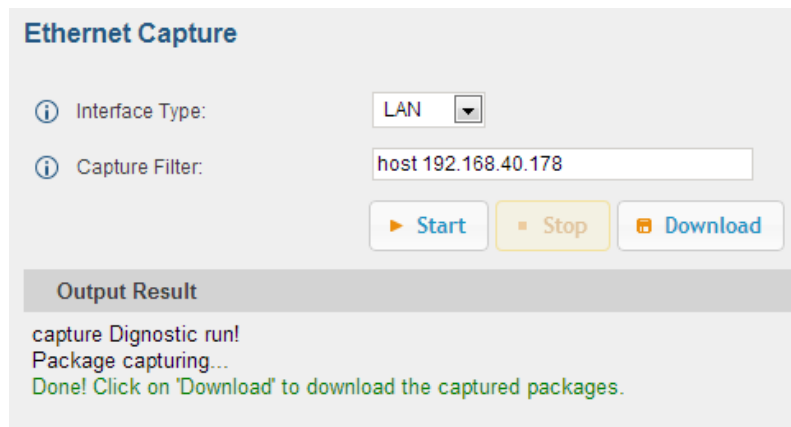 Ethernet Capture
Interface Type:
LAN
Capture Filter:
host 192.168.40.178
Start
Stop
Download
Output Result
capture Dignostic run!
Package capturing...
Done! Click on 'Download' to download the captured packages.